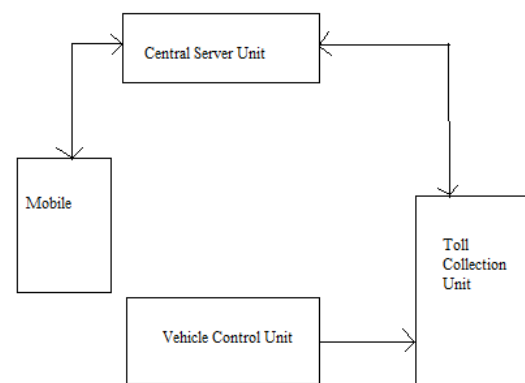 Central Server Unit
Mobile
Toll
Collection
Unit
Vehicle Control Unit